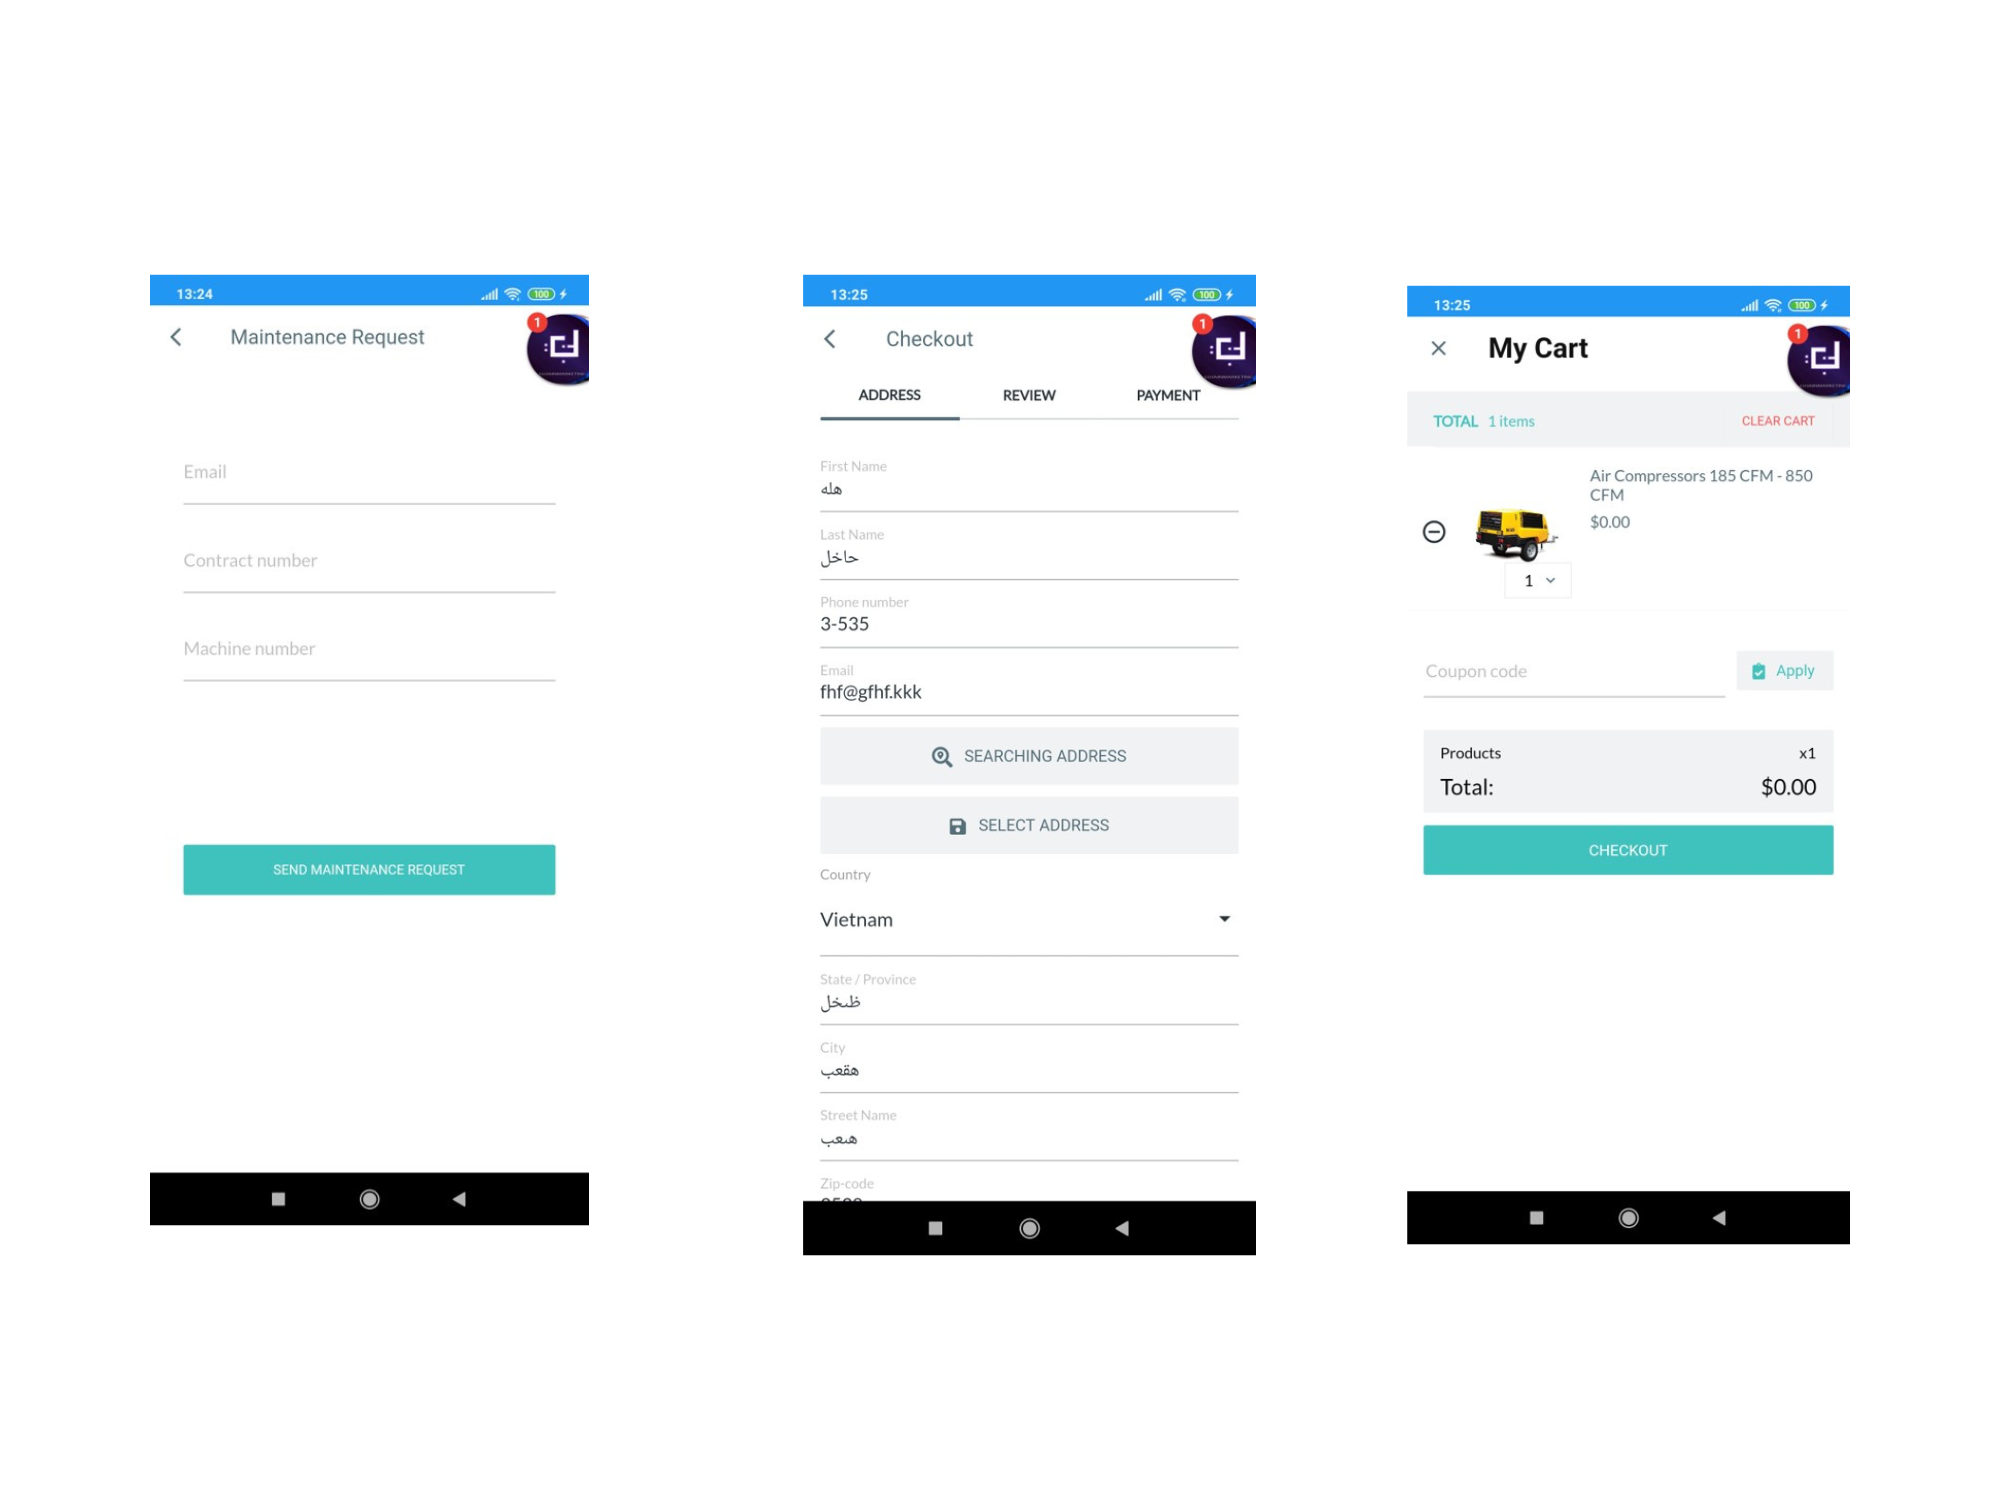 13:24
100
Maintenance Request
1
Email
Contract number
Machine number
SEND MAINTENANCE REQUEST
13:25
100
Checkout
1
ADDRESS
REVIEW
PAYMENT
First Name
هله
Last Name
حاخل
Phone number
3-535
Email
fhf@gfhf.kkk
SEARCHING ADDRESS
SELECT ADDRESS
Country
Vietnam
State / Province
ظىخل
City
هقعب
Street Name
هىعب
Zip-code
13:25
100
My Cart
1
TOTAL 1 items
CLEAR CART
Air Compressors 185 CFM - 850
CFM
$0.00
1
Coupon code
Apply
Products x1
Total: $0.00
CHECKOUT